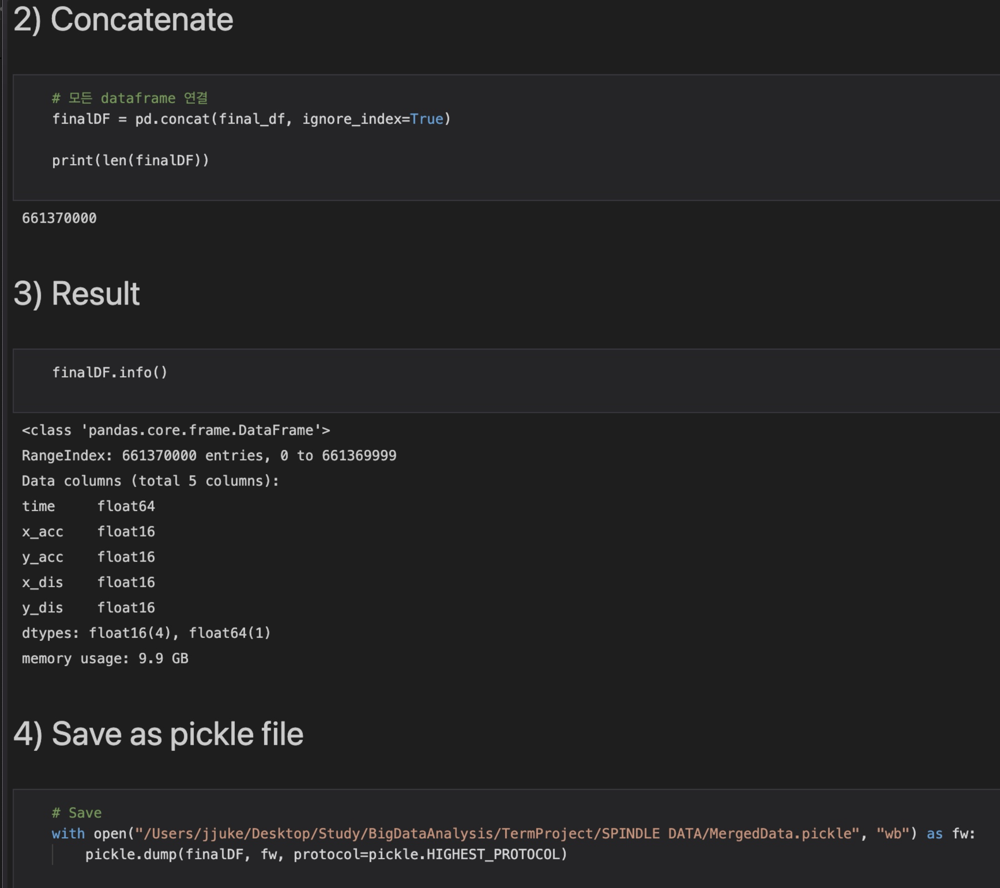 2) Concatenate
# 모든 dataframe 연결
finalDF = pd.concat(final_df, ignore_index=True)
print(len(finalDF))
661370000
3) Result
finalDF.info()
<class 'pandas.core.frame.DataFrame'>
RangeIndex: 661370000 entries, 0 to 661369999
Data columns (total 5 columns):
time     float64
x_acc    float16
y_acc    float16
x_dis    float16
y_dis    float16
dtypes: float16(4), float64(1)
memory usage: 9.9 GB
4) Save as pickle file
# Save
with open("/Users/jjuke/Desktop/Study/BigDataAnalysis/TermProject/SPINDLE DATA/MergedData.pickle", "wb") as fw:
    pickle.dump(finalDF, fw, protocol=pickle.HIGHEST_PROTOCOL)